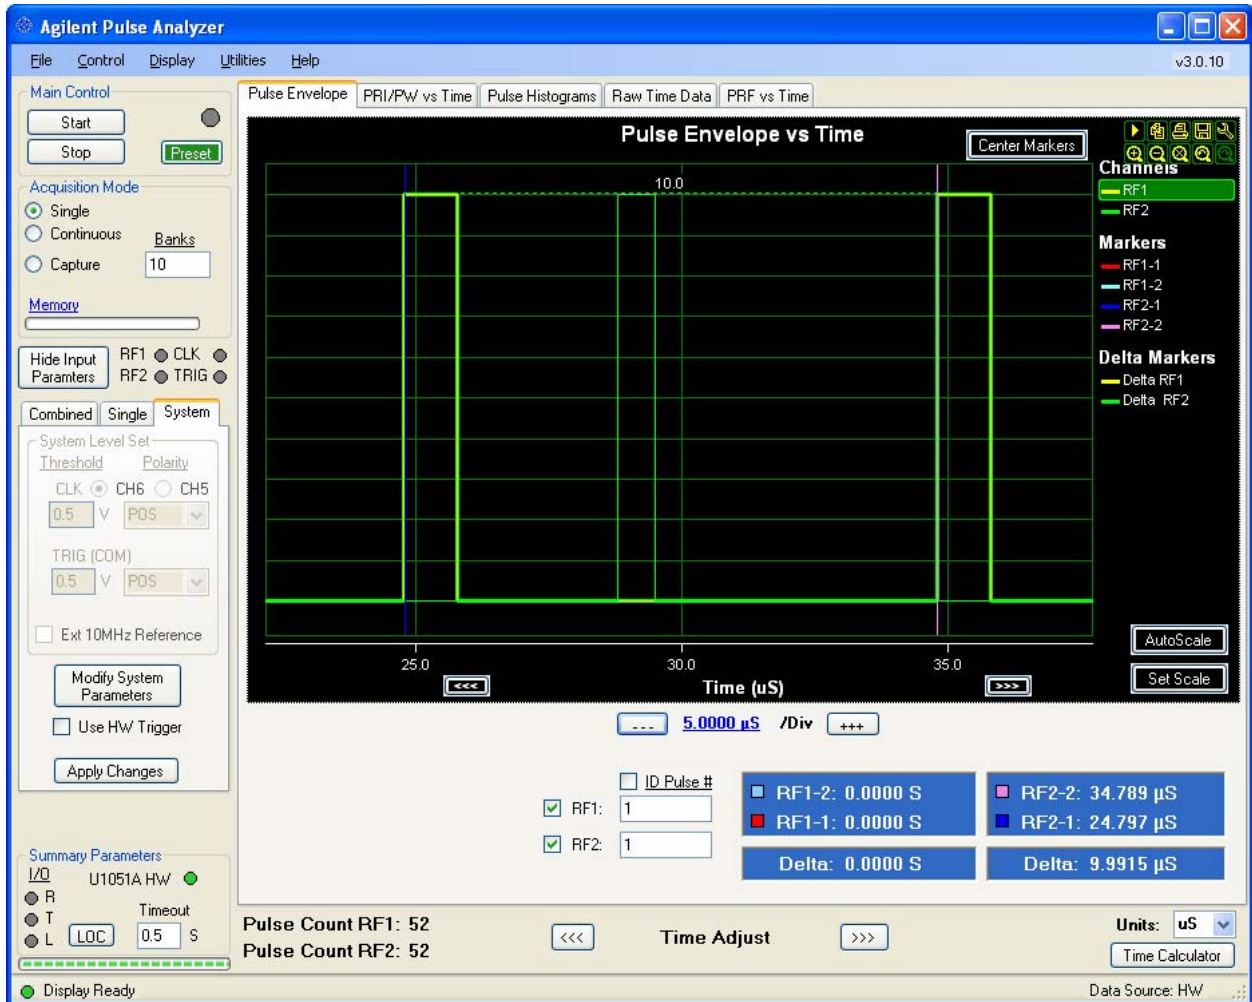 Agilent Pulse Analyzer
File Control Display Utilities Help v3.0.10
Main Control
Start
Stop Preset
Acquisition Mode
Single
Continuous Banks
Capture 10
Memory
Hide Input Paramters
RF1 CLK
RF2 TRIG
Combined Single System
System Level Set
Threshold Polarity
CLK CH6 CH5
0.5 V POS
TRIG (COM)
0.5 V POS
Ext 10MHz Reference
Modify System
Parameters
Use HW Trigger
Apply Changes
Summary Parameters
I/O U1051A HW
R
T Timeout
L LOC 0.5 S
Pulse Envelope PRI/PW vs Time Pulse Histograms Raw Time Data PRF vs Time
Pulse Envelope vs Time
Center Markers
10.0
Channels
RF1
RF2
Markers
RF1-1
RF1-2
RF2-1
RF2-2
Delta Markers
Delta RF1
Delta RF2
AutoScale
Set Scale
25.0 30.0 35.0
<<< Time (uS) >>>
--- 5.0000 µS /Div +++
ID Pulse #
RF1: 1
RF2: 1
RF1-2: 0.0000 S
RF1-1: 0.0000 S
Delta: 0.0000 S
RF2-2: 34.789 µS
RF2-1: 24.797 µS
Delta: 9.9915 µS
Pulse Count RF1: 52
Pulse Count RF2: 52
<<< Time Adjust >>>
Units: uS
Time Calculator
Display Ready Data Source: HW